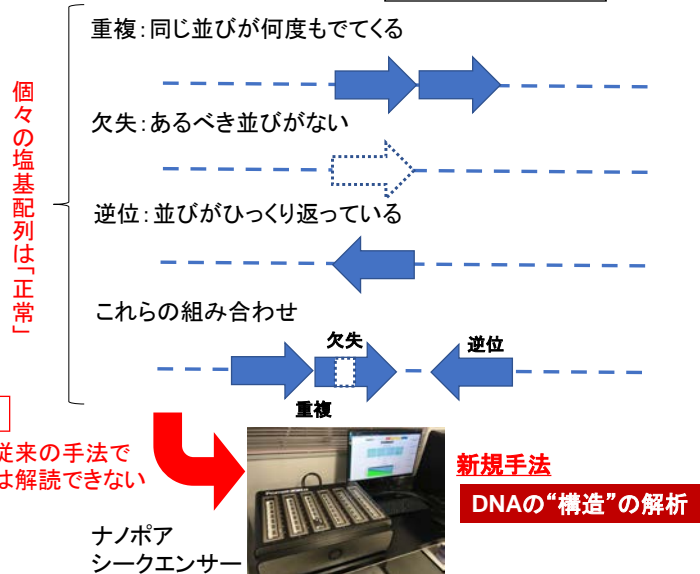 重複：同じ並びが何度もでてくる
個々の塩基配列は「正常」
欠失：あるべき並びがない
逆位：並びがひっくり返っている
これらの組み合わせ
欠失
逆位
重複
従来の手法で
は解読できない
新規手法
DNAの“構造”の解析
ナノポア
シークエンサー